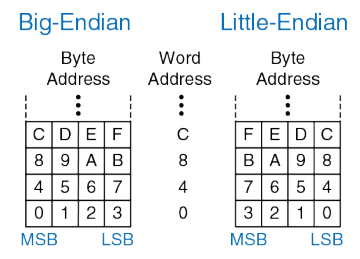 Big-Endian Little-Endian
Byte Address Word Address Byte Address
C D E F C F E D C
8 9 A B 8 B A 9 8
4 5 6 7 4 7 6 5 4
0 1 2 3 0 3 2 1 0
MSB LSB MSB LSB